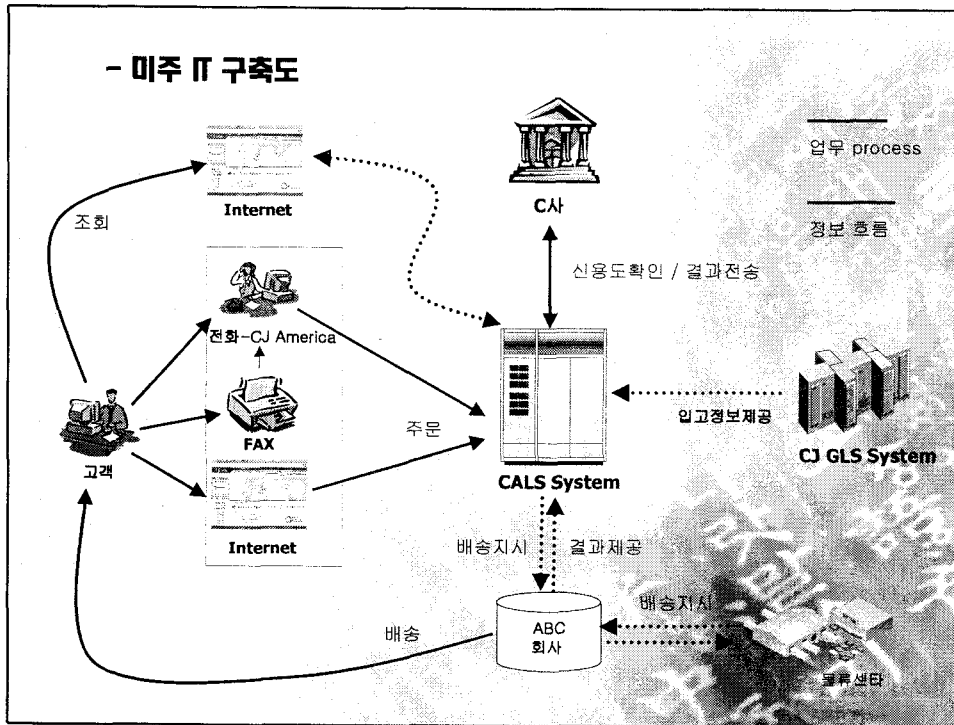 - 미주 IT 구축도
업무 process
정보 흐름
Internet
조회
C사
신용도확인 / 결과전송
전화-CJ America
FAX
주문
Internet
고객
CALS System
입고정보제공
CJ GLS System
배송지시
결과제공
배송지시
ABC
회사
배송
물류센타